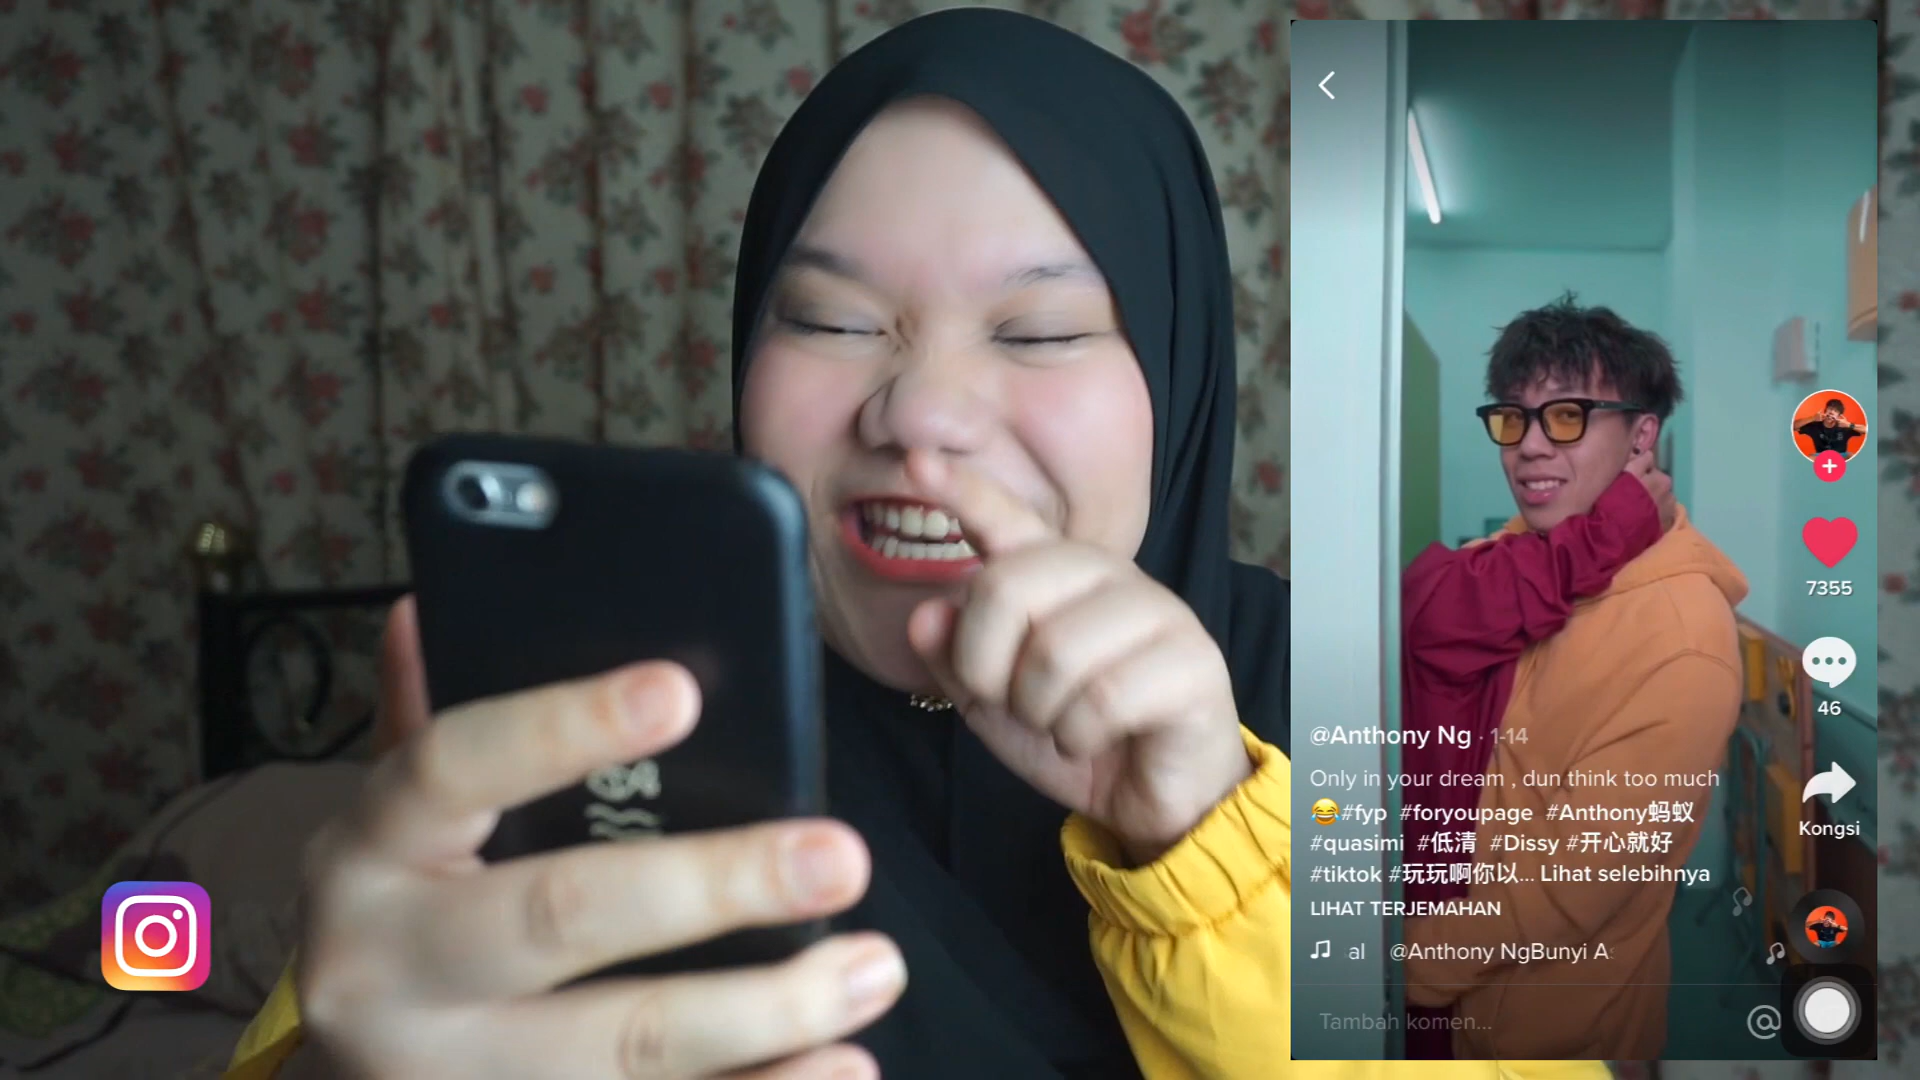 7355
46
Kongsi
@Anthony Ng · 1-14
Only in your dream , dun think too much
😂#fyp #foryoupage #Anthony蚂蚁
#quasimi #低清 #Dissy #开心就好
#tiktok #玩玩啊你以... Lihat selebihnya
LIHAT TERJEMAHAN
al @Anthony NgBunyi A
Tambah komen...
@